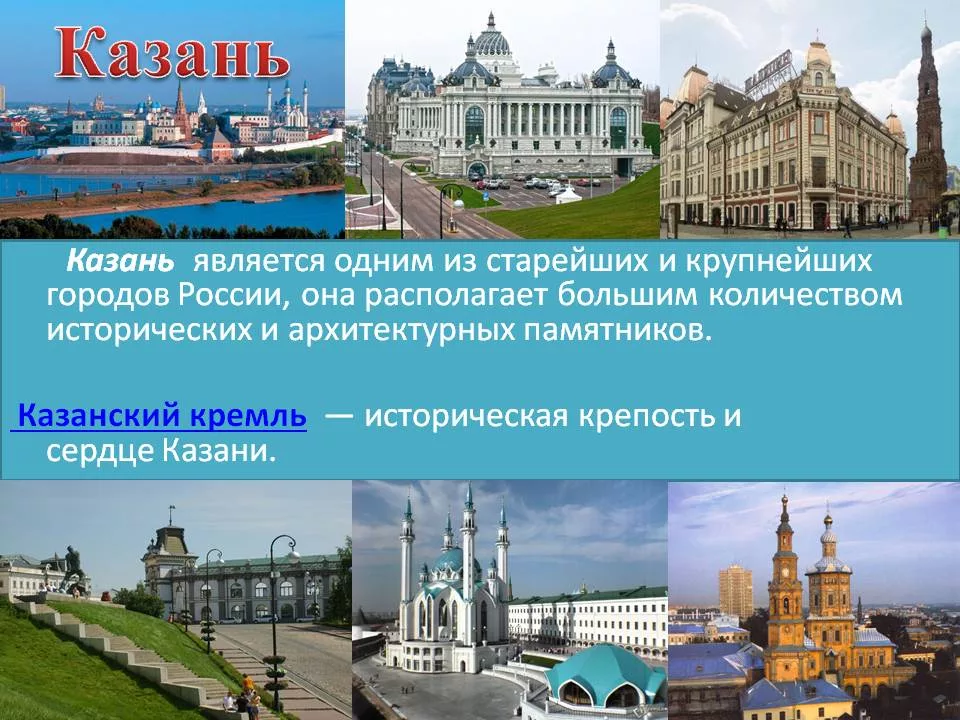 Казань
Казань является одним из старейших и крупнейших
городов России, она располагает большим количеством
исторических и архитектурных памятников.
Казанский кремль — историческая крепость и
сердце Казани.